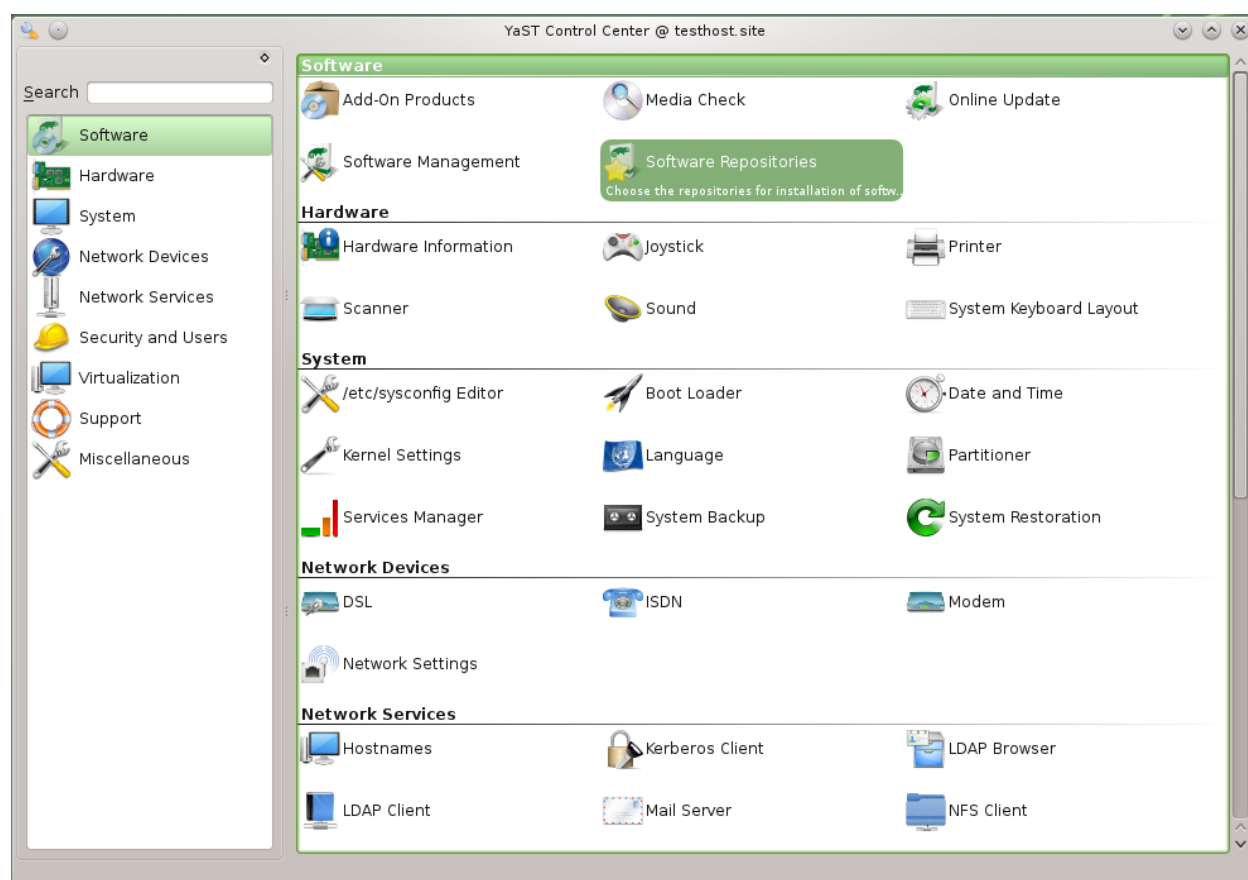 YaST Control Center @ testhost.site
Search
Software
Hardware
System
Network Devices
Network Services
Security and Users
Virtualization
Support
Miscellaneous
Software
Add-On Products
Media Check
Online Update
Software Management
Software Repositories
Choose the repositories for installation of softw..
Hardware
Hardware Information
Joystick
Printer
Scanner
Sound
System Keyboard Layout
System
/etc/sysconfig Editor
Boot Loader
Date and Time
Kernel Settings
Language
Partitioner
Services Manager
System Backup
System Restoration
Network Devices
DSL
ISDN
Modem
Network Settings
Network Services
Hostnames
Kerberos Client
LDAP Browser
LDAP Client
Mail Server
NFS Client